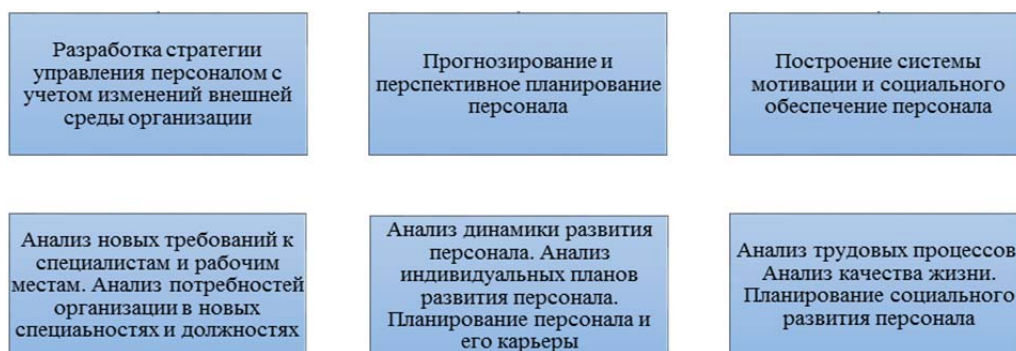 Разработка стратегии
управления персоналом с
учетом изменений внешней
среды организации
Прогнозирование и
перспективное планирование
персонала
Построение системы
мотивации и социального
обеспечение персонала
Анализ новых требований к
специалистам и рабочим
местам. Анализ потребностей
организации в новых
специаьностях и должностях
Анализ динамики развития
персонала. Анализ
индивидуальных планов
развития персонала.
Планирование персонала и
его карьеры
Анализ трудовых процессов.
Анализ качества жизни.
Планирование социального
развития персонала